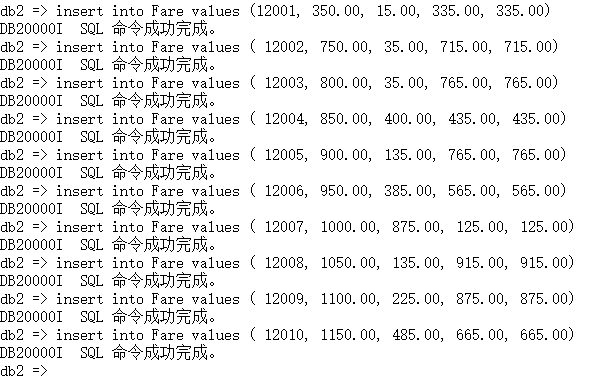 db2 => insert into Fare values (12001, 350.00, 15.00, 335.00, 335.00)
DB20000I  SQL 命令成功完成。
db2 => insert into Fare values ( 12002, 750.00, 35.00, 715.00, 715.00)
DB20000I  SQL 命令成功完成。
db2 => insert into Fare values ( 12003, 800.00, 35.00, 765.00, 765.00)
DB20000I  SQL 命令成功完成。
db2 => insert into Fare values ( 12004, 850.00, 400.00, 435.00, 435.00)
DB20000I  SQL 命令成功完成。
db2 => insert into Fare values ( 12005, 900.00, 135.00, 765.00, 765.00)
DB20000I  SQL 命令成功完成。
db2 => insert into Fare values ( 12006, 950.00, 385.00, 565.00, 565.00)
DB20000I  SQL 命令成功完成。
db2 => insert into Fare values ( 12007, 1000.00, 875.00, 125.00, 125.00)
DB20000I  SQL 命令成功完成。
db2 => insert into Fare values ( 12008, 1050.00, 135.00, 915.00, 915.00)
DB20000I  SQL 命令成功完成。
db2 => insert into Fare values ( 12009, 1100.00, 225.00, 875.00, 875.00)
DB20000I  SQL 命令成功完成。
db2 => insert into Fare values ( 12010, 1150.00, 485.00, 665.00, 665.00)
DB20000I  SQL 命令成功完成。
db2 =>